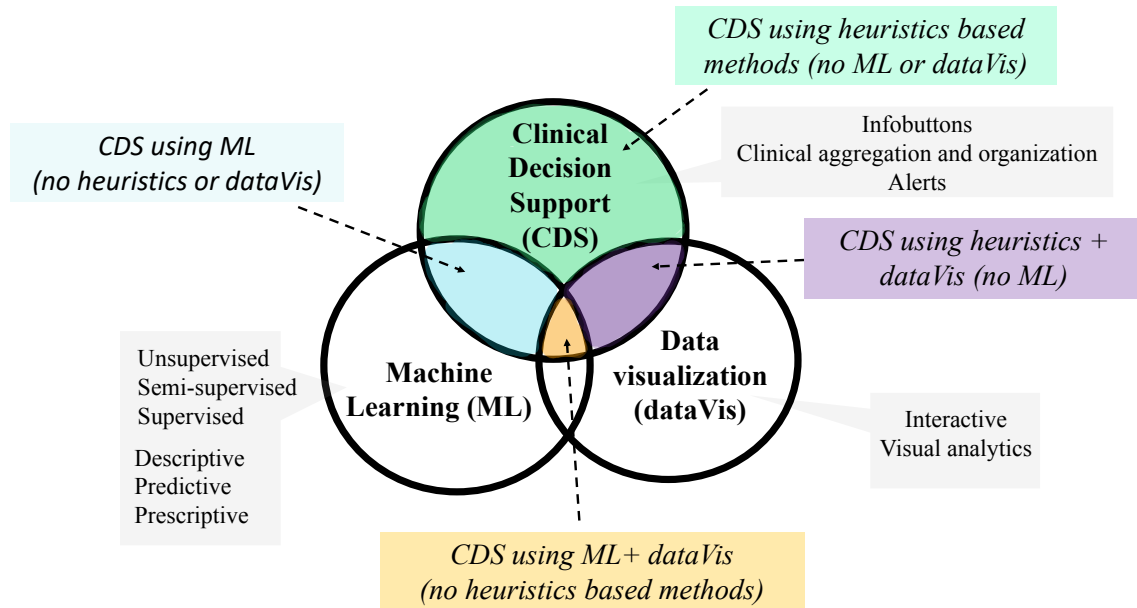 CDS using heuristics based
methods (no ML or dataVis)
CDS using ML
(no heuristics or dataVis)
Clinical
Decision
Support
(CDS)
Infobuttons
Clinical aggregation and organization
Alerts
CDS using heuristics +
dataVis (no ML)
Unsupervised
Semi-supervised
Supervised
Descriptive
Predictive
Prescriptive
Machine
Learning (ML)
Data
visualization
(dataVis)
Interactive
Visual analytics
CDS using ML+ dataVis
(no heuristics based methods)